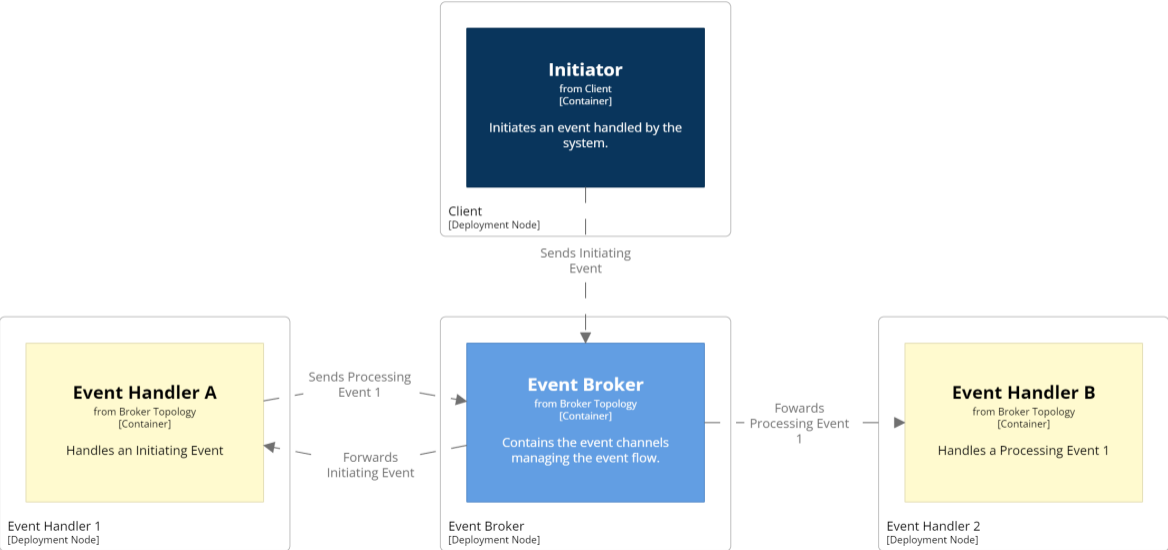 Initiator
from Client
[Container]
Initiates an event handled by the
system.
Client
[Deployment Node]
Sends Initiating
Event
Event Handler A
from Broker Topology
[Container]
Handles an Initiating Event
Event Handler 1
[Deployment Node]
Sends Processing
Event 1
Forwards
Initiating Event
Event Broker
from Broker Topology
[Container]
Contains the event channels
managing the event flow.
Event Broker
[Deployment Node]
Fowards
Processing Event
1
Event Handler B
from Broker Topology
[Container]
Handles a Processing Event 1
Event Handler 2
[Deployment Node]